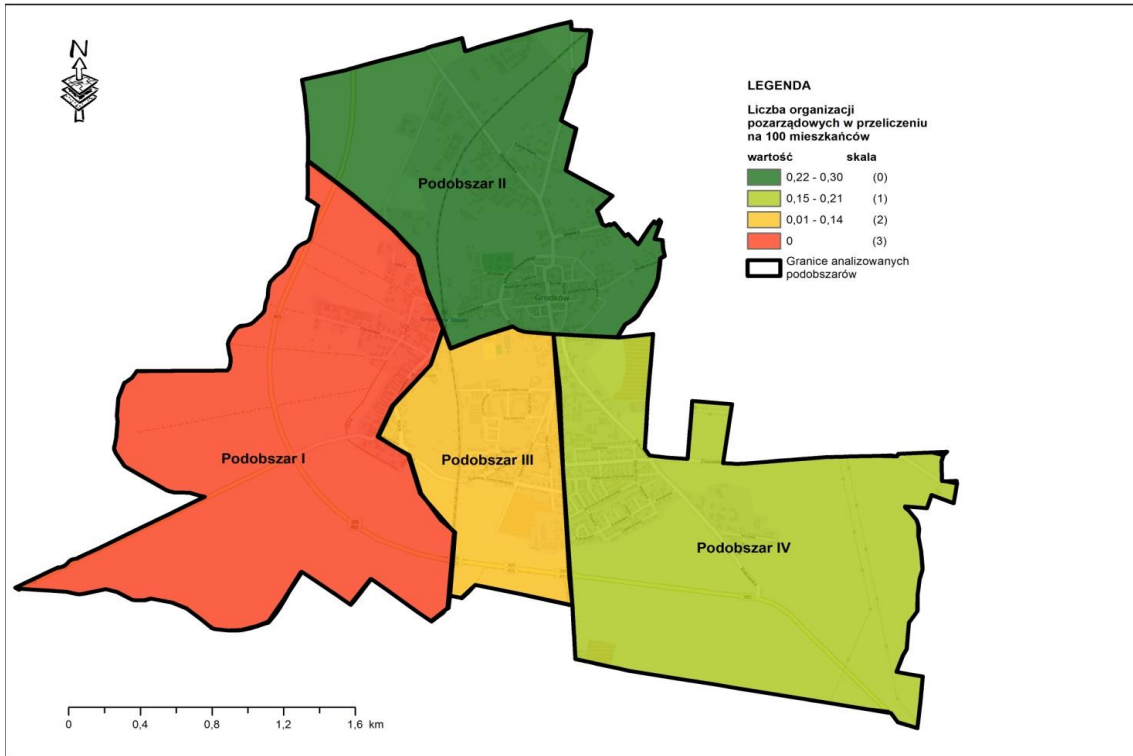 N
LEGENDA
Liczba organizacji
pozarządowych w przeliczeniu
na 100 mieszkańców
wartość skala
0,22 - 0,30 (0)
0,15 - 0,21 (1)
0,01 - 0,14 (2)
0 (3)
Granice analizowanych
podobszarów
Podobszar II
Grodków
Podobszar I
Podobszar III
Podobszar IV
0 0,4 0,8 1,2 1,6 km